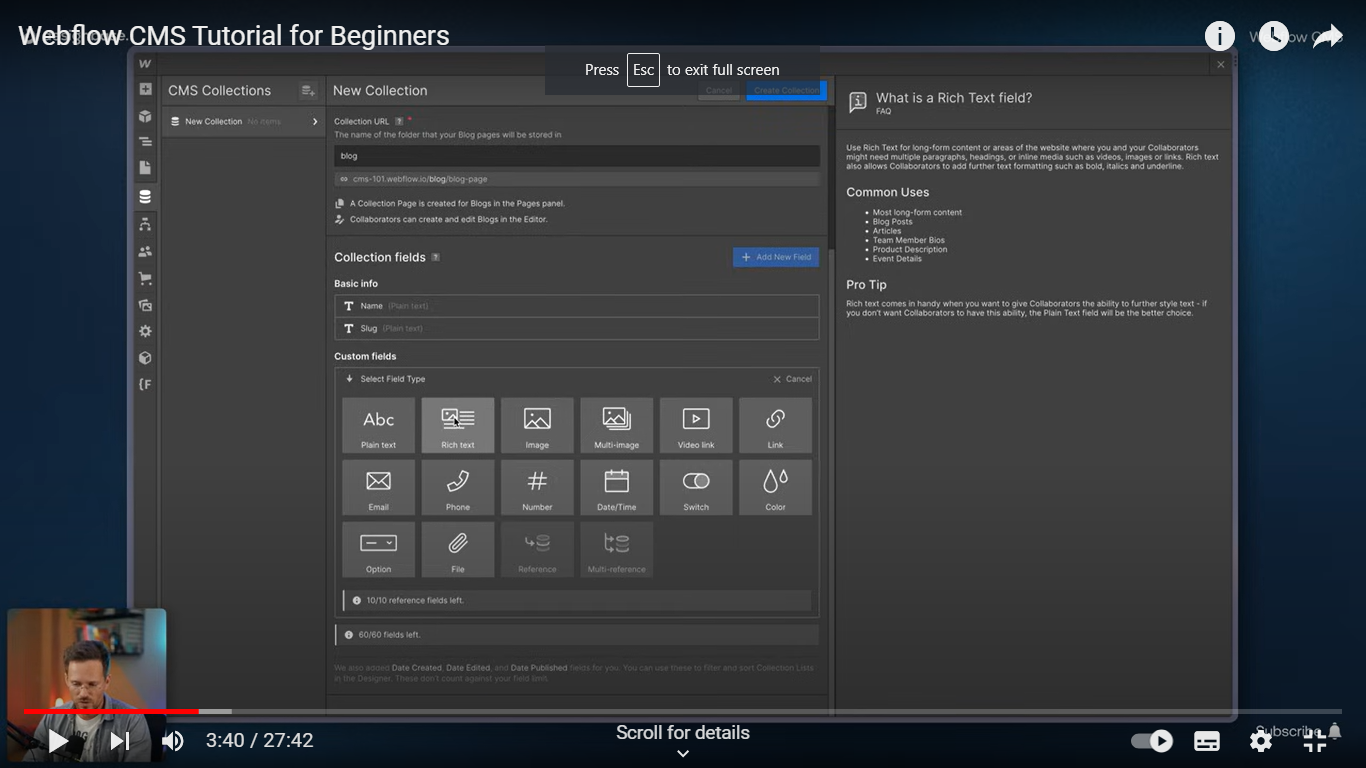 Webflow CMS Tutorial for Beginners
Press Esc to exit full screen
W
CMS Collections
New Collection No items
New Collection
Cancel
Create Collection
Collection URL ? *
The name of the folder that your Blog pages will be stored in
blog
cms-101.webflow.io/blog/blog-page
A Collection Page is created for Blogs in the Pages panel.
Collaborators can create and edit Blogs in the Editor.
Collection fields ?
+ Add New Field
Basic info
T Name (Plain text)
T Slug (Plain text)
Custom fields
Select Field Type
Cancel
Abc
Plain text
Rich text
Image
Multi-image
Video link
Link
Email
Phone
# Number
Date/Time
Switch
Color
Option
File
Reference
Multi-reference
10/10 reference fields left.
60/60 fields left.
We also added Date Created, Date Edited, and Date Published fields for you. You can use these to filter and sort Collection Lists
in the Designer. These don't count against your field limit.
What is a Rich Text field?
FAQ
Use Rich Text for long-form content or areas of the website where you and your Collaborators
might need multiple paragraphs, headings, or inline media such as videos, images or links. Rich text
also allows Collaborators to add further text formatting such as bold, italics and underline.
Common Uses
• Most long-form content
• Blog Posts
• Articles
• Team Member Bios
• Product Description
• Event Details
Pro Tip
Rich text comes in handy when you want to give Collaborators the ability to further style text - if
you don't want Collaborators to have this ability, the Plain Text field will be the better choice.
{F
3:40 / 27:42
Scroll for details
Subscribe